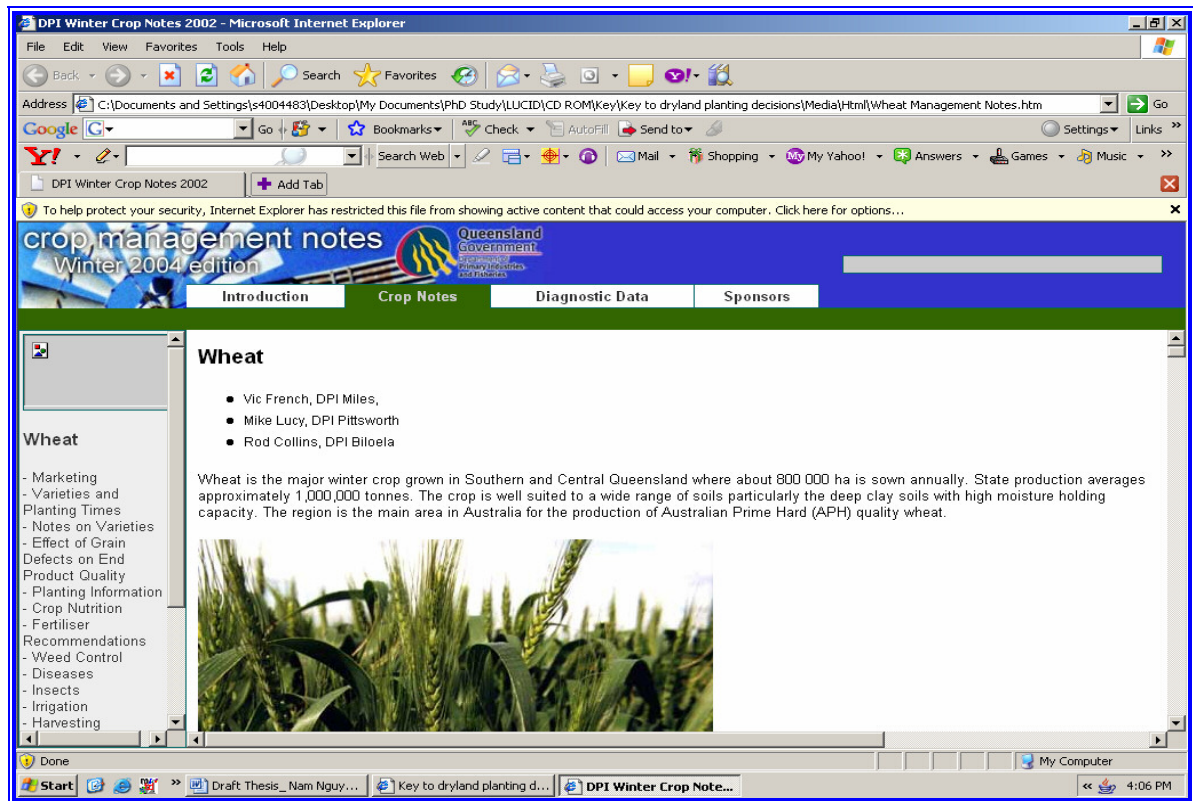 DPI Winter Crop Notes 2002 - Microsoft Internet Explorer
File Edit View Favorites Tools Help
Back Search Favorites
Address C:\Documents and Settings\s4004483\Desktop\My Documents\PhD Study\LUCID\CD ROM\Key\Key to dryland planting decisions\Media\Html\Wheat Management Notes.htm Go Links »
Google G Go Bookmarks ABC Check AutoFill Send to Settings
Y! Search Web Mail Shopping My My Yahoo! Answers Games Music »
DPI Winter Crop Notes 2002 Add Tab
To help protect your security, Internet Explorer has restricted this file from showing active content that could access your computer. Click here for options...
crop management notes
Winter 2004 edition
Queensland
Government
Department of
Primary Industries
and Fisheries
Introduction Crop Notes Diagnostic Data Sponsors
Wheat
- Marketing
- Varieties and
Planting Times
- Notes on Varieties
- Effect of Grain
Defects on End
Product Quality
- Planting Information
- Crop Nutrition
- Fertiliser
Recommendations
- Weed Control
- Diseases
- Insects
- Irrigation
- Harvesting
Wheat
● Vic French, DPI Miles,
● Mike Lucy, DPI Pittsworth
● Rod Collins, DPI Biloela
Wheat is the major winter crop grown in Southern and Central Queensland where about 800 000 ha is sown annually. State production averages
approximately 1,000,000 tonnes. The crop is well suited to a wide range of soils particularly the deep clay soils with high moisture holding
capacity. The region is the main area in Australia for the production of Australian Prime Hard (APH) quality wheat.
Done My Computer
Start » Draft Thesis_ Nam Nguy... Key to dryland planting d... DPI Winter Crop Note... « 4:06 PM